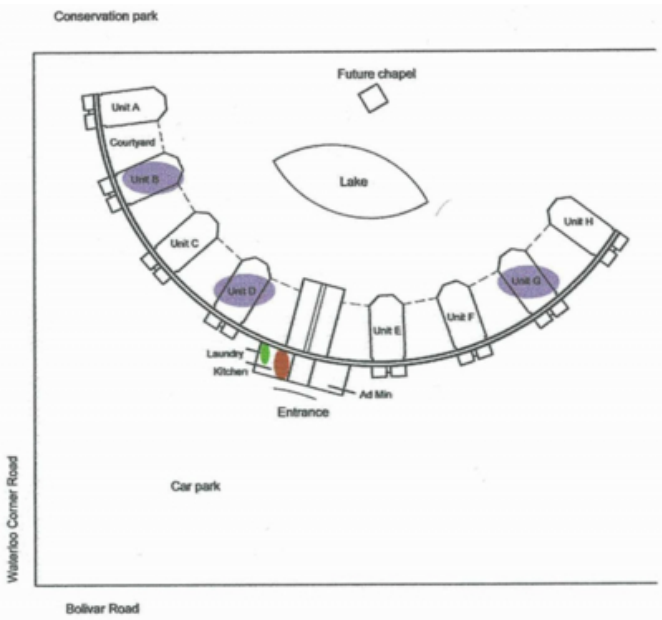 Conservation park
Future chapel
Unit A
Courtyard
Unit B
Lake
Unit C
Unit H
Unit D
Unit G
Unit E
Unit F
Laundry
Kitchen
Ad Min
Entrance
Car park
Waterloo Corner Road
Bolivar Road